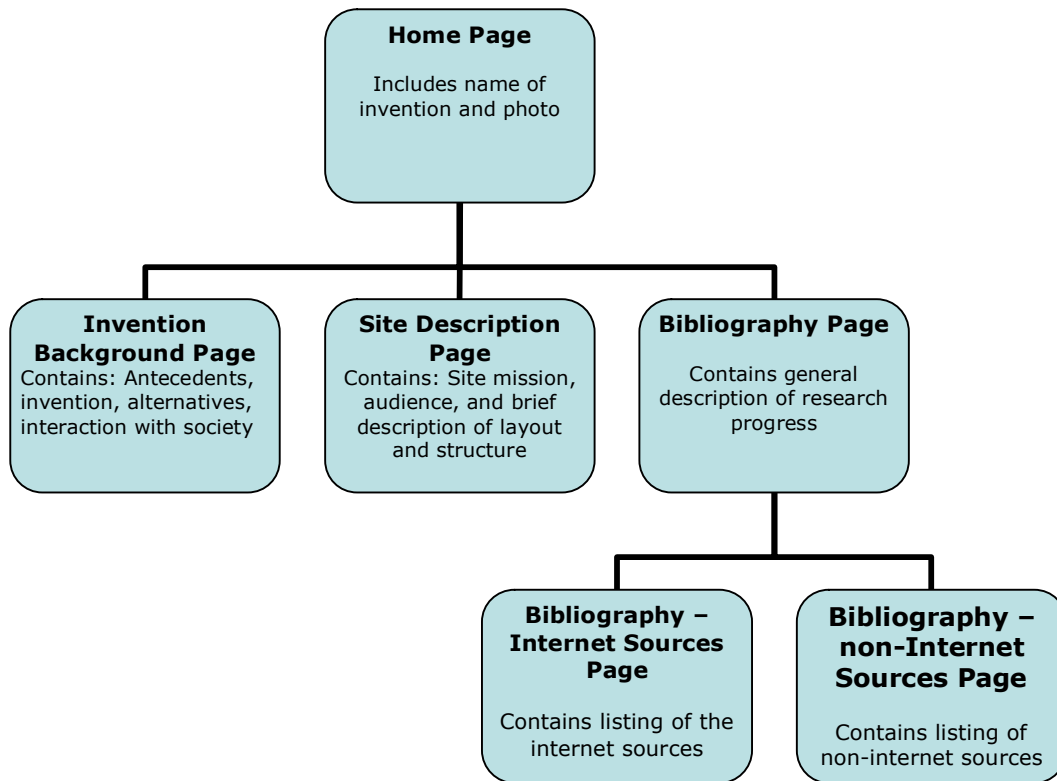 Home Page
Includes name of
invention and photo
Invention
Background Page
Contains: Antecedents,
invention, alternatives,
interaction with society
Site Description
Page
Contains: Site mission,
audience, and brief
description of layout
and structure
Bibliography Page
Contains general
description of research
progress
Bibliography –
Internet Sources
Page
Contains listing of the
internet sources
Bibliography –
non-Internet
Sources Page
Contains listing of
non-internet sources